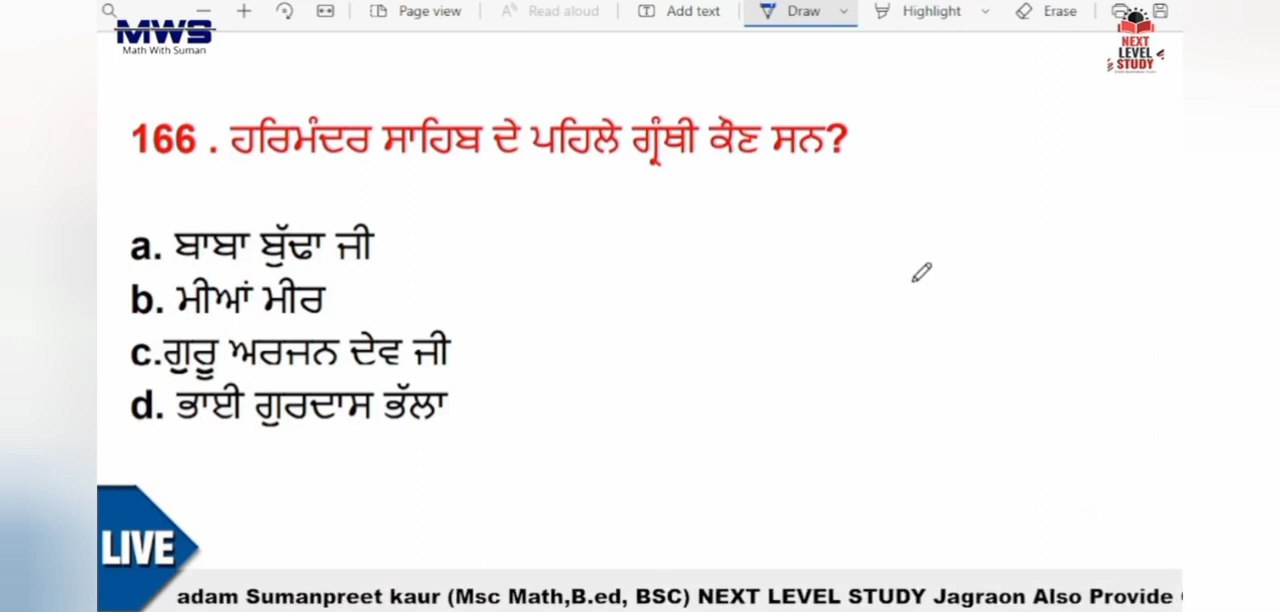 Page view
Read aloud
Add text
Draw
Highlight
Erase
MWS
Math With Suman
NEXT
LEVEL
STUDY
166 . ਹਰਿਮੰਦਰ ਸਾਹਿਬ ਦੇ ਪਹਿਲੇ ਗ੍ਰੰਥੀ ਕੌਣ ਸਨ?
a. ਬਾਬਾ ਬੁੱਢਾ ਜੀ
b. ਮੀਆਂ ਮੀਰ
c.ਗੁਰੂ ਅਰਜਨ ਦੇਵ ਜੀ
d. ਭਾਈ ਗੁਰਦਾਸ ਭੱਲਾ
LIVE
adam Sumanpreet kaur (Msc Math,B.ed, BSC) NEXT LEVEL STUDY Jagraon Also Provide